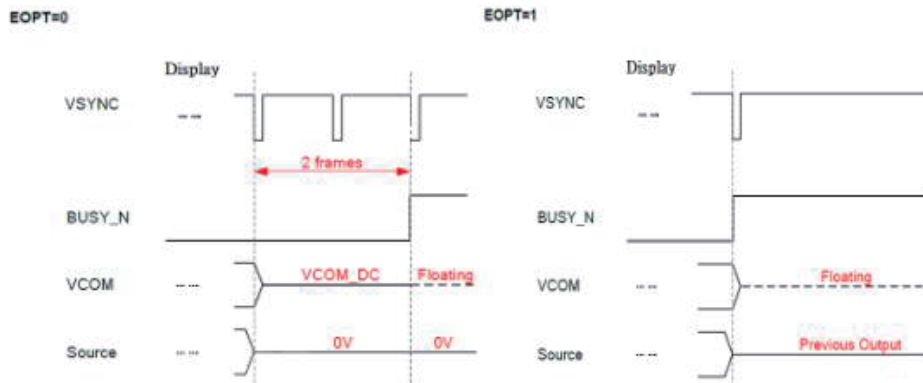 EOPT=0
Display
VSYNC
2 frames
BUSY_N
VCOM
VCOM_DC
Floating
Source
0V
0V
EOPT=1
Display
VSYNC
BUSY_N
VCOM
Floating
Source
Previous Output